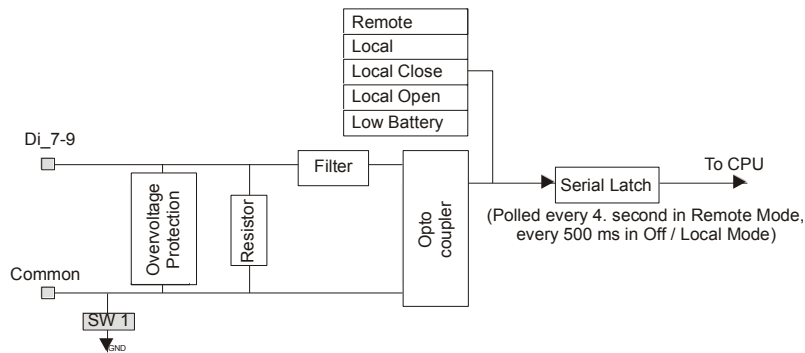 Remote
Local
Local Close
Local Open
Low Battery
Di_7-9
Filter
To CPU
Overvoltage
Protection
Resistor
Opto
coupler
Serial Latch
(Polled every 4. second in Remote Mode,
every 500 ms in Off / Local Mode)
Common
SW 1
GND